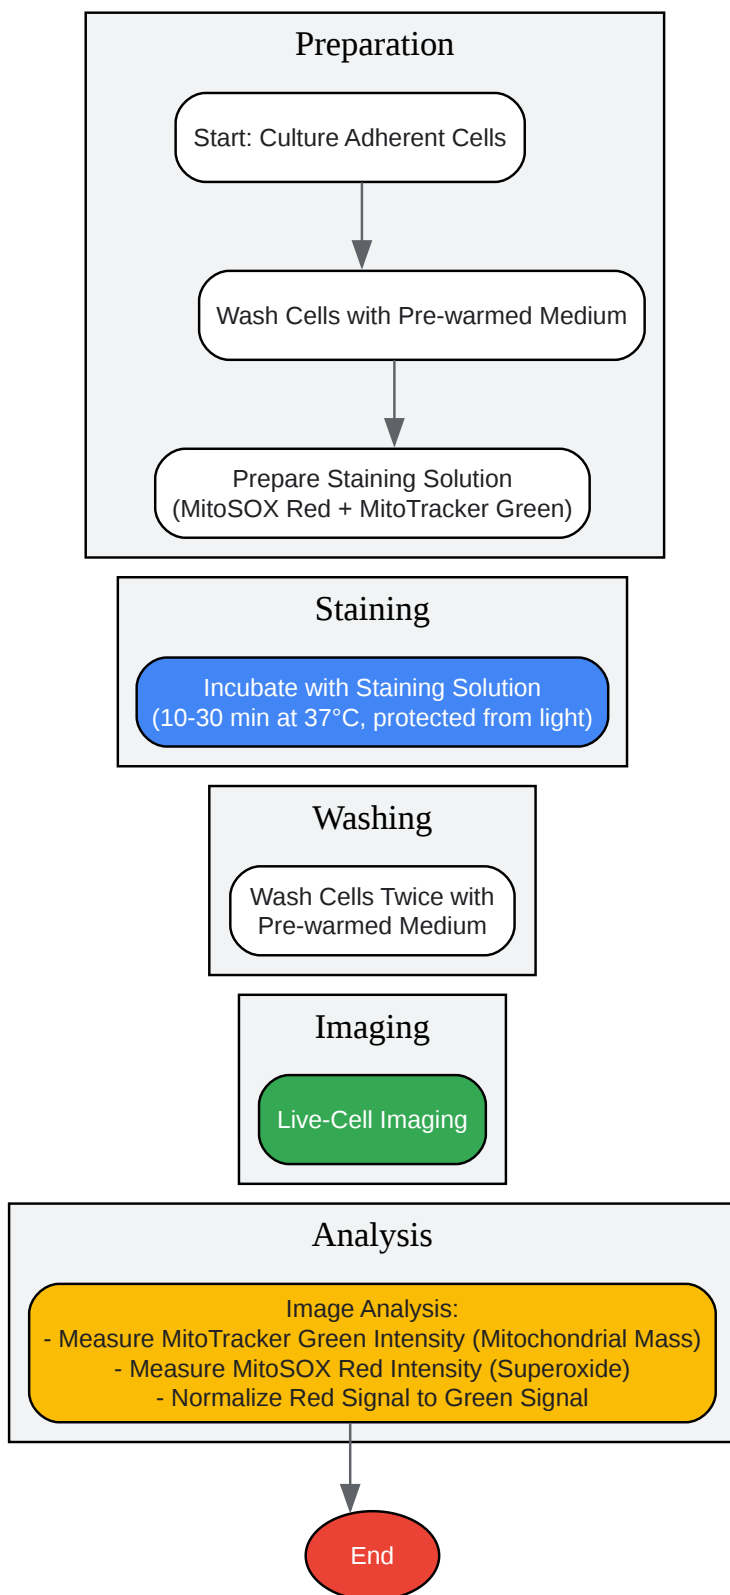 Preparation
Start: Culture Adherent Cells
Wash Cells with Pre-warmed Medium
Prepare Staining Solution
(MitoSOX Red + MitoTracker Green)
Staining
Incubate with Staining Solution
(10-30 min at 37°C, protected from light)
Washing
Wash Cells Twice with
Pre-warmed Medium
Imaging
Live-Cell Imaging
Analysis
Image Analysis:
- Measure MitoTracker Green Intensity (Mitochondrial Mass)
- Measure MitoSOX Red Intensity (Superoxide)
- Normalize Red Signal to Green Signal
End